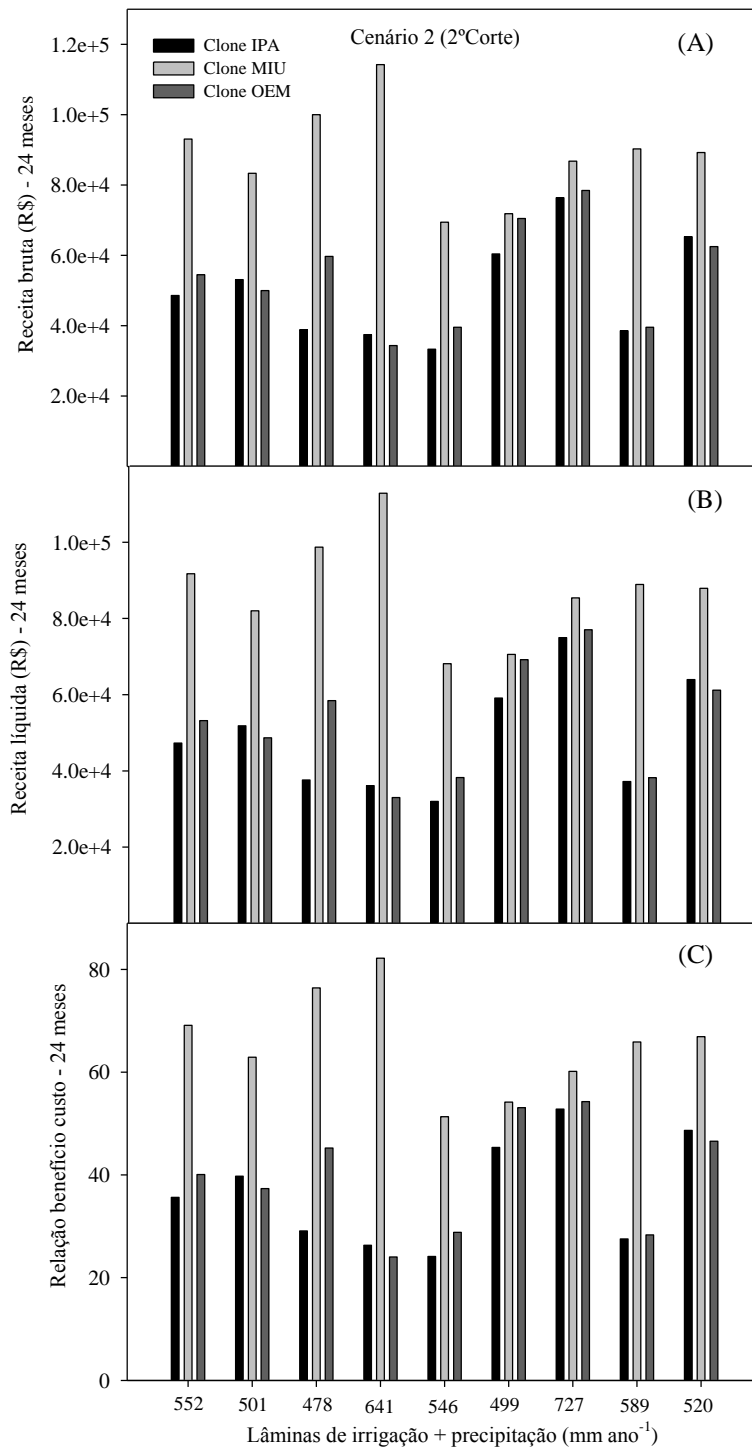 Cenário 2 (2ºCorte)
(A)
Clone IPA
Clone MIU
Clone OEM
Receita bruta (R$) - 24 meses
1.2e+5
1.0e+5
8.0e+4
6.0e+4
4.0e+4
2.0e+4
(B)
Receita líquida (R$) - 24 meses
1.0e+5
8.0e+4
6.0e+4
4.0e+4
2.0e+4
(C)
Relação benefício custo - 24 meses
80
60
40
20
0
552 501 478 641 546 499 727 589 520
Lâminas de irrigação + precipitação (mm ano⁻¹)